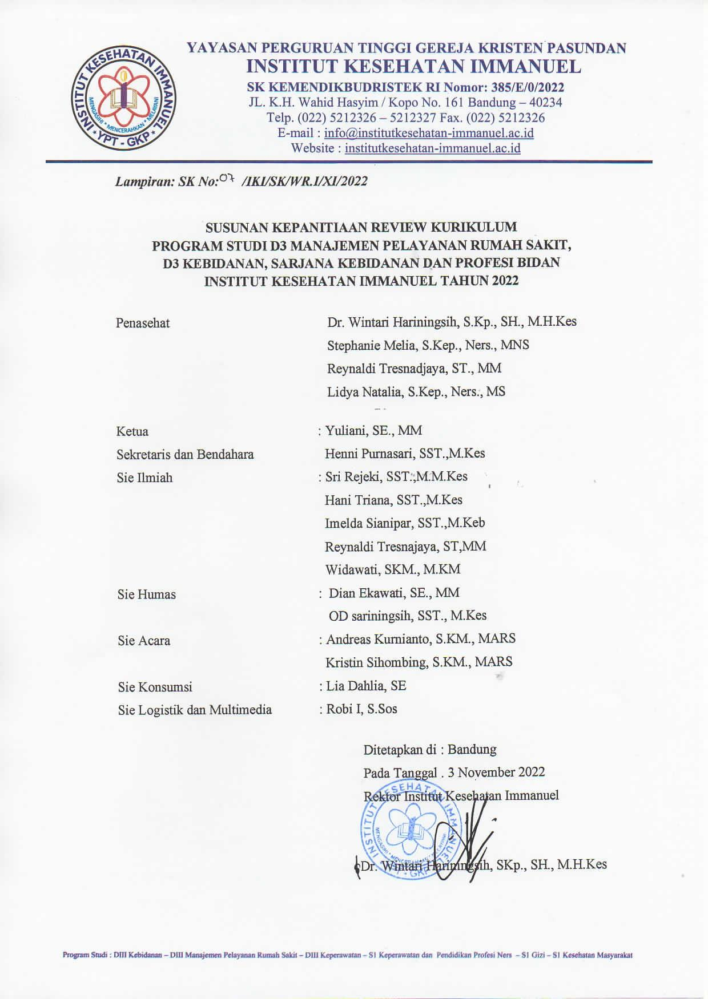 YAYASAN PERGURUAN TINGGI GEREJA KRISTEN PASUNDAN
INSTITUT KESEHATAN IMMANUEL
SK KEMENDIKBUDRISTEK RI Nomor: 385/E/0/2022
JL. K.H. Wahid Hasyim / Kopo No. 161 Bandung – 40234
Telp. (022) 5212326 – 5212327 Fax. (022) 5212326
E-mail : info@institutkesehatan-immanuel.ac.id
Website : institutkesehatan-immanuel.ac.id
INSTITUT KESEHATAN IMMANUEL
MENGASIHI * MENCERAHKAN * MELAYANI
* YPT - GKP *
Lampiran: SK No: 07 /IKI/SK/WR.I/XI/2022
SUSUNAN KEPANITIAAN REVIEW KURIKULUM
PROGRAM STUDI D3 MANAJEMEN PELAYANAN RUMAH SAKIT,
D3 KEBIDANAN, SARJANA KEBIDANAN DAN PROFESI BIDAN
INSTITUT KESEHATAN IMMANUEL TAHUN 2022
Penasehat Dr. Wintari Hariningsih, S.Kp., SH., M.H.Kes
Stephanie Melia, S.Kep., Ners., MNS
Reynaldi Tresnadjaya, ST., MM
Lidya Natalia, S.Kep., Ners., MS
Ketua : Yuliani, SE., MM
Sekretaris dan Bendahara Henni Purnasari, SST.,M.Kes
Sie Ilmiah : Sri Rejeki, SST.,M.M.Kes
Hani Triana, SST.,M.Kes
Imelda Sianipar, SST.,M.Keb
Reynaldi Tresnajaya, ST,MM
Widawati, SKM., M.KM
Sie Humas : Dian Ekawati, SE., MM
OD sariningsih, SST., M.Kes
Sie Acara : Andreas Kurnianto, S.KM., MARS
Kristin Sihombing, S.KM., MARS
Sie Konsumsi : Lia Dahlia, SE
Sie Logistik dan Multimedia : Robi I, S.Sos
Ditetapkan di : Bandung
Pada Tanggal . 3 November 2022
Rektor Institut Kesehatan Immanuel
INSTITUT KESEHATAN IMMANUEL
Dr. Wintari Hariningsih, SKp., SH., M.H.Kes
Program Studi : DIII Kebidanan – DIII Manajemen Pelayanan Rumah Sakit – DIII Keperawatan – S1 Keperawatan dan Pendidikan Profesi Ners – S1 Gizi – S1 Kesehatan Masyarakat